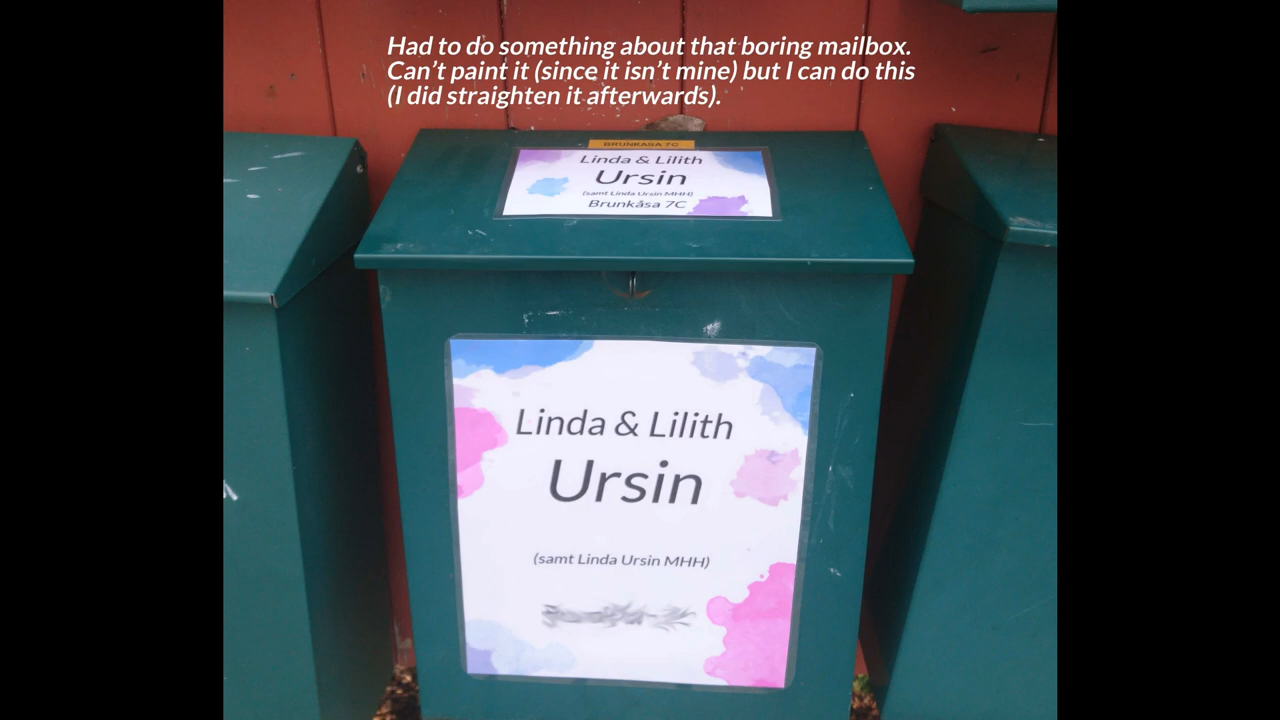 Had to do something about that boring mailbox.
Can’t paint it (since it isn’t mine) but I can do this
(I did straighten it afterwards).
BRUNKÅSA 7C
Linda & Lilith
Ursin
(samt Linda Ursin MHH)
Brunkåsa 7C
Linda & Lilith
Ursin
(samt Linda Ursin MHH)